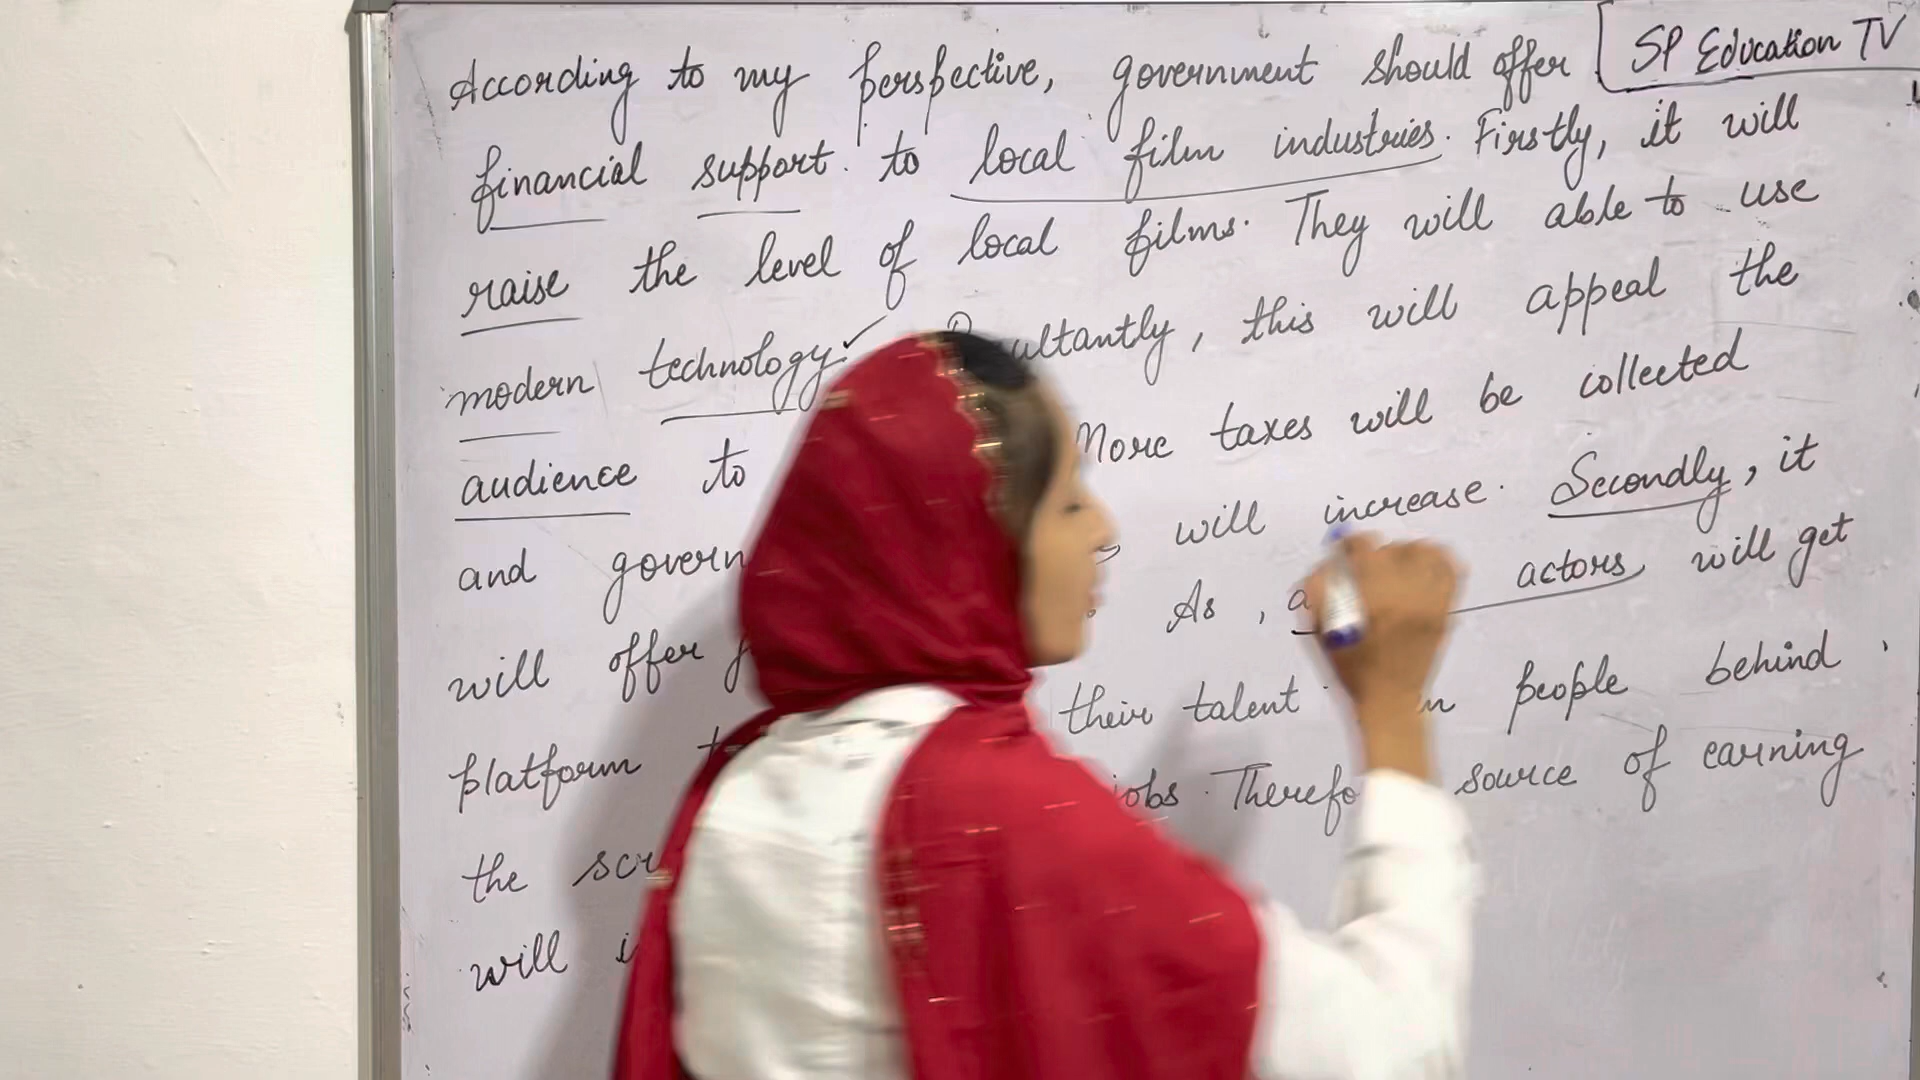 According to my perspective, government should offer
SP Education TV
financial support to local film industries. Firstly, it will
raise the level of local films. They will able to use
modern technology. this will appeal the
audience to More taxes will be collected
and will increase. Secondly, it
will offer As, actors will get
platform their talent people behind
the source of earning
will